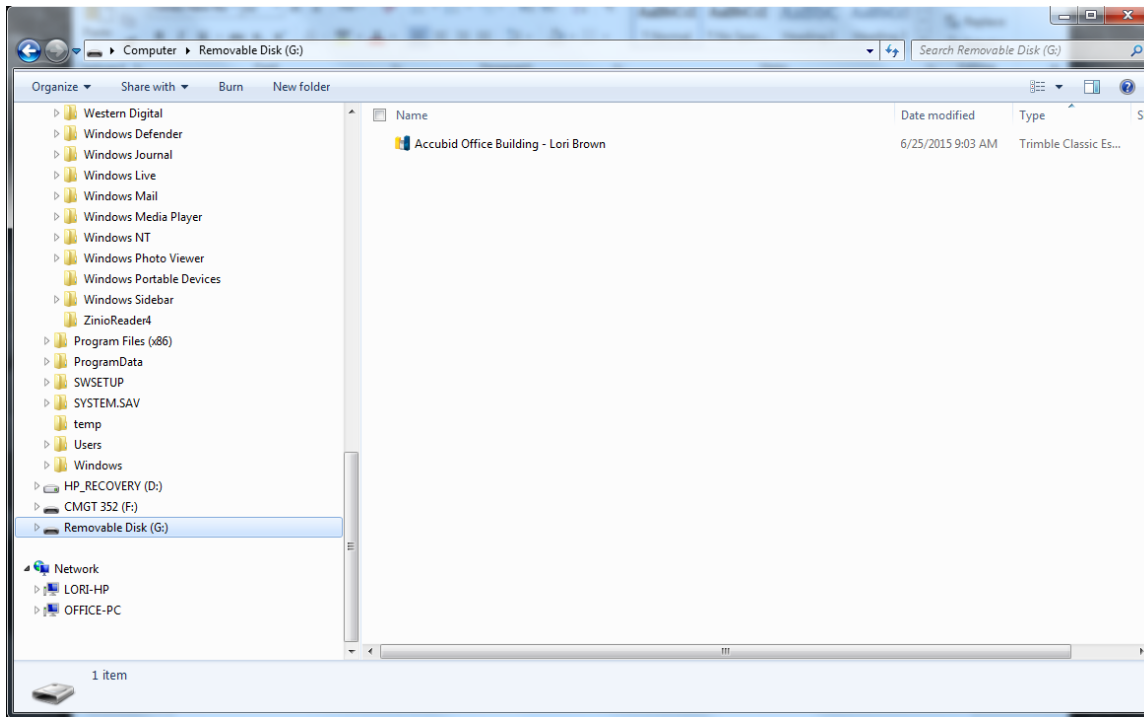 Computer Removable Disk (G:)
Search Removable Disk (G:)
Organize Share with Burn New folder
Western Digital
Windows Defender
Windows Journal
Windows Live
Windows Mail
Windows Media Player
Windows NT
Windows Photo Viewer
Windows Portable Devices
Windows Sidebar
ZinioReader4
Program Files (x86)
ProgramData
SWSETUP
SYSTEM.SAV
temp
Users
Windows
HP_RECOVERY (D:)
CMGT 352 (F:)
Removable Disk (G:)
Network
LORI-HP
OFFICE-PC
Name Date modified Type S
Accubid Office Building - Lori Brown 6/25/2015 9:03 AM Trimble Classic Es...
1 item